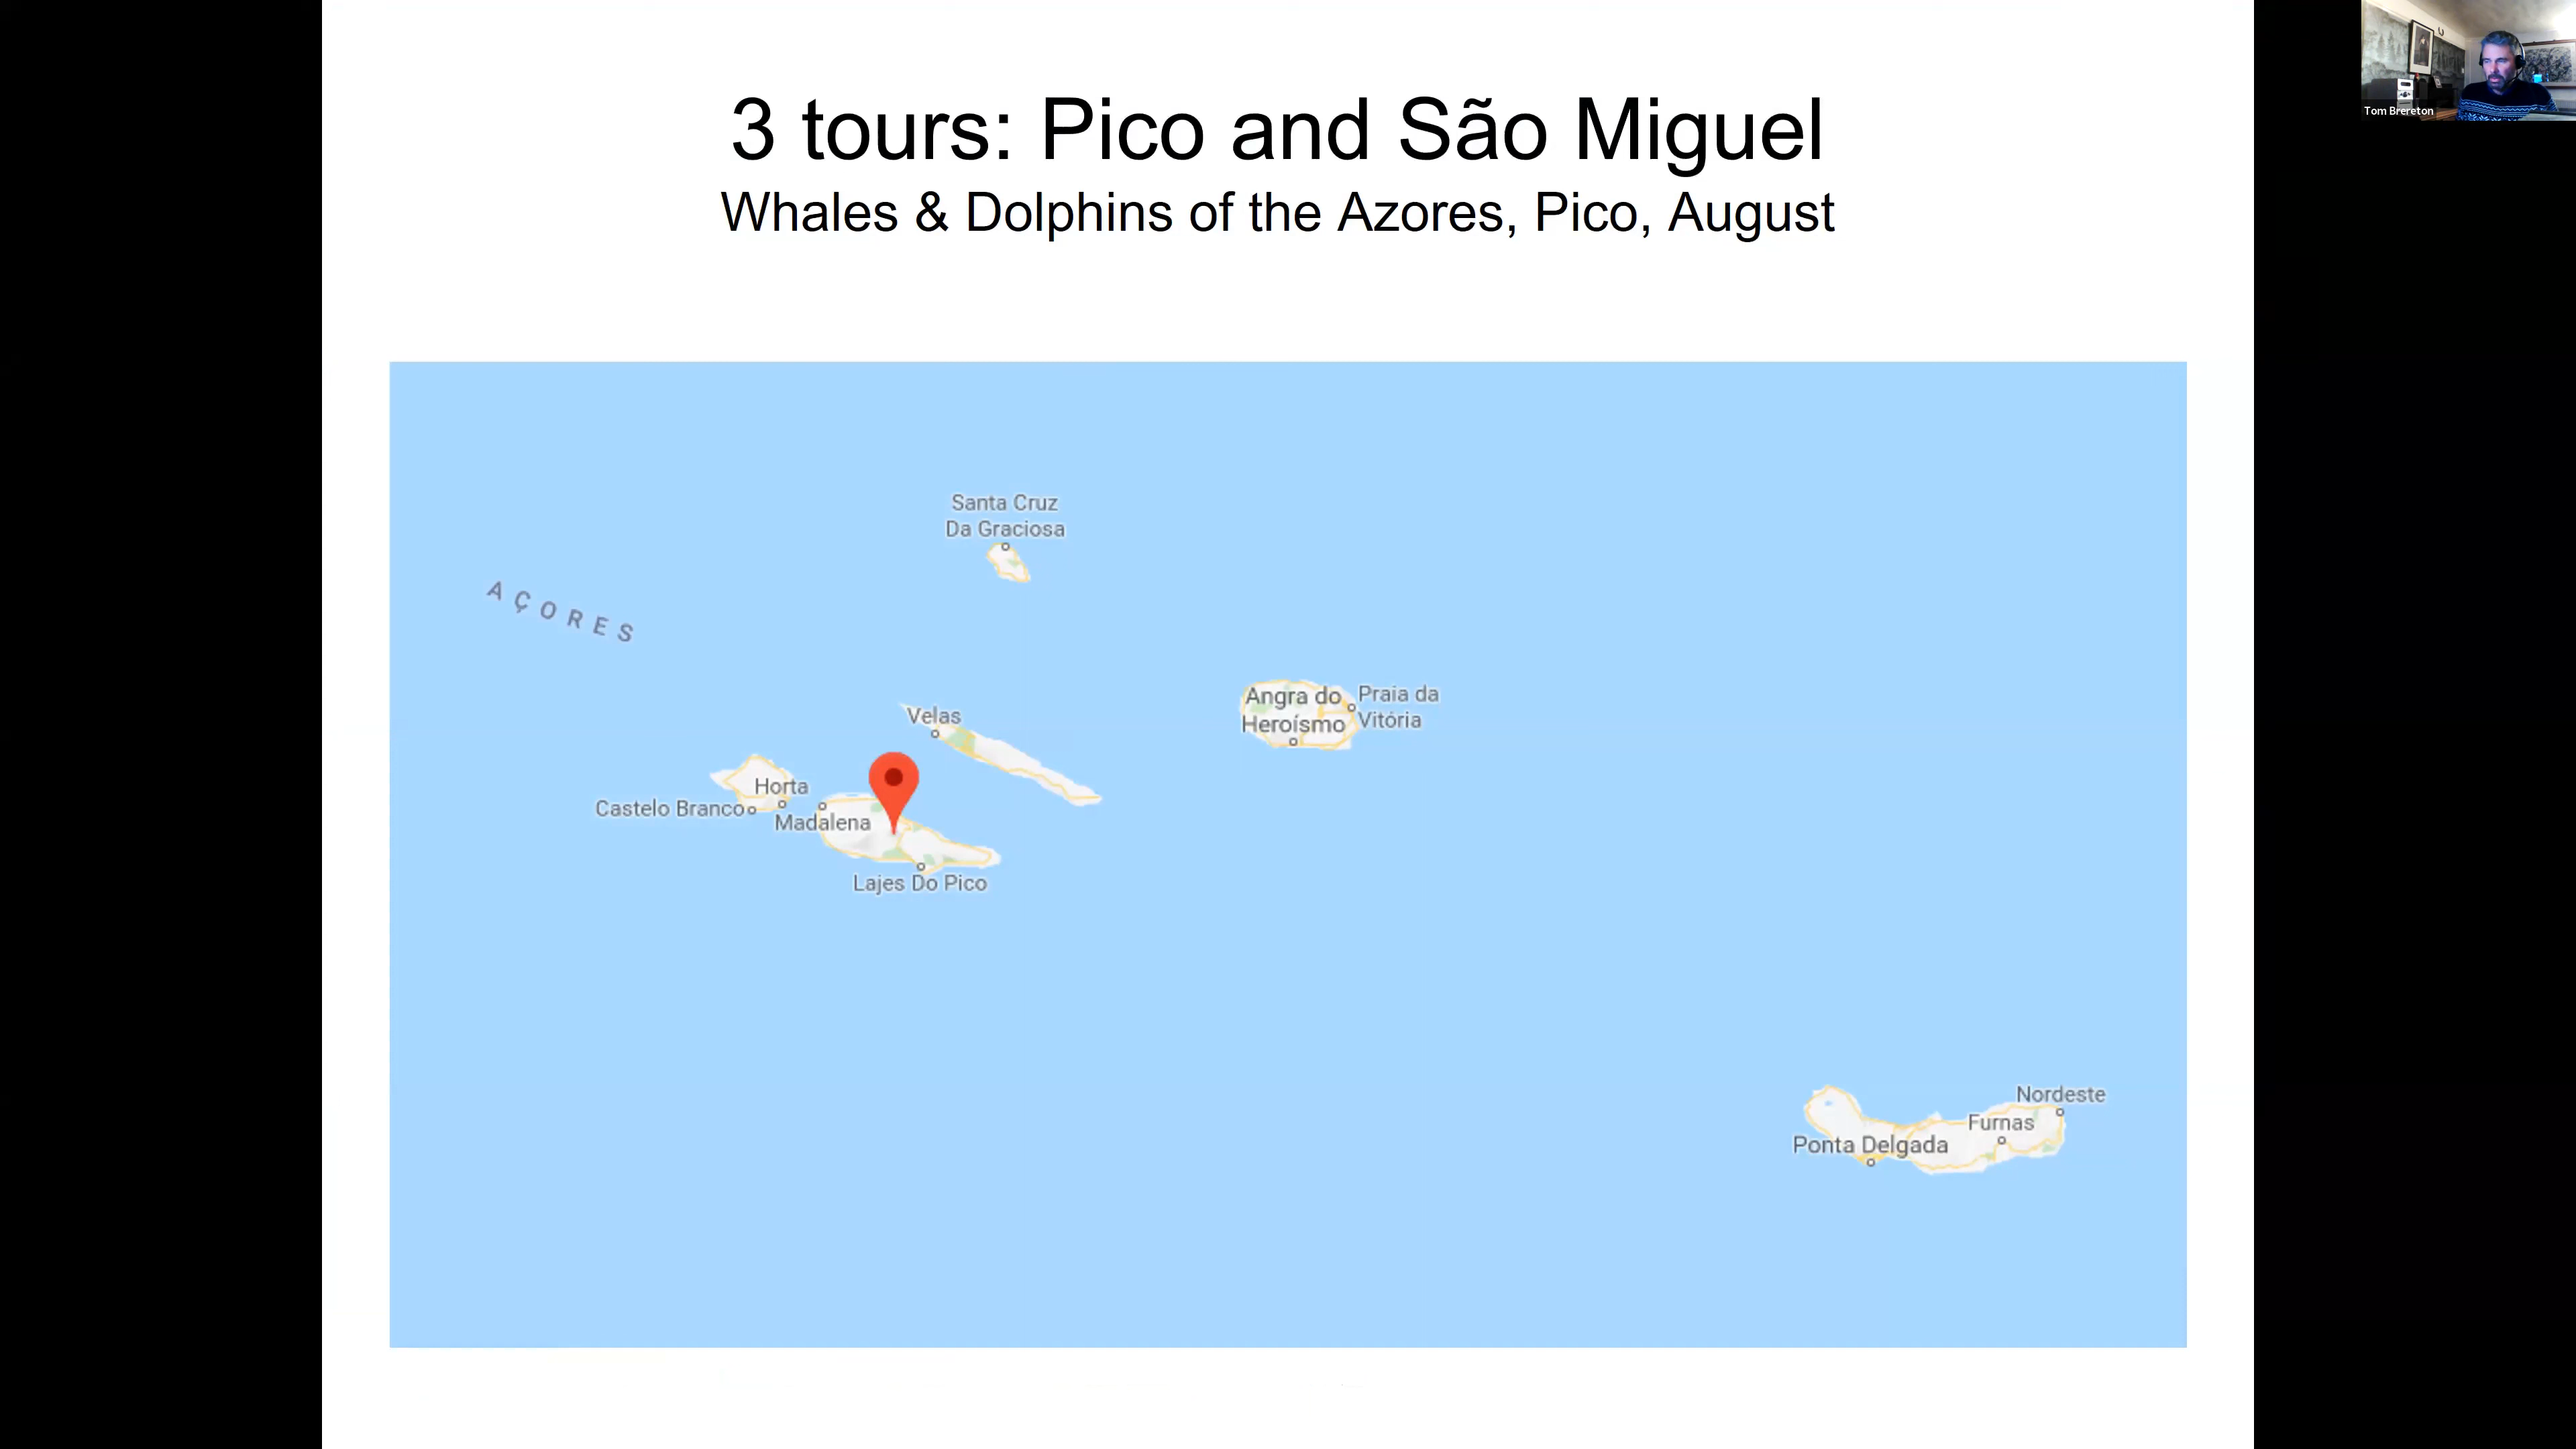 3 tours: Pico and São Miguel
Whales & Dolphins of the Azores, Pico, August
Tom Brereton
Santa Cruz
Da Graciosa
AÇORES
Angra do
Heroísmo
Praia da
Vitória
Velas
Horta
Castelo Branco
Madalena
Lajes Do Pico
Nordeste
Furnas
Ponta Delgada